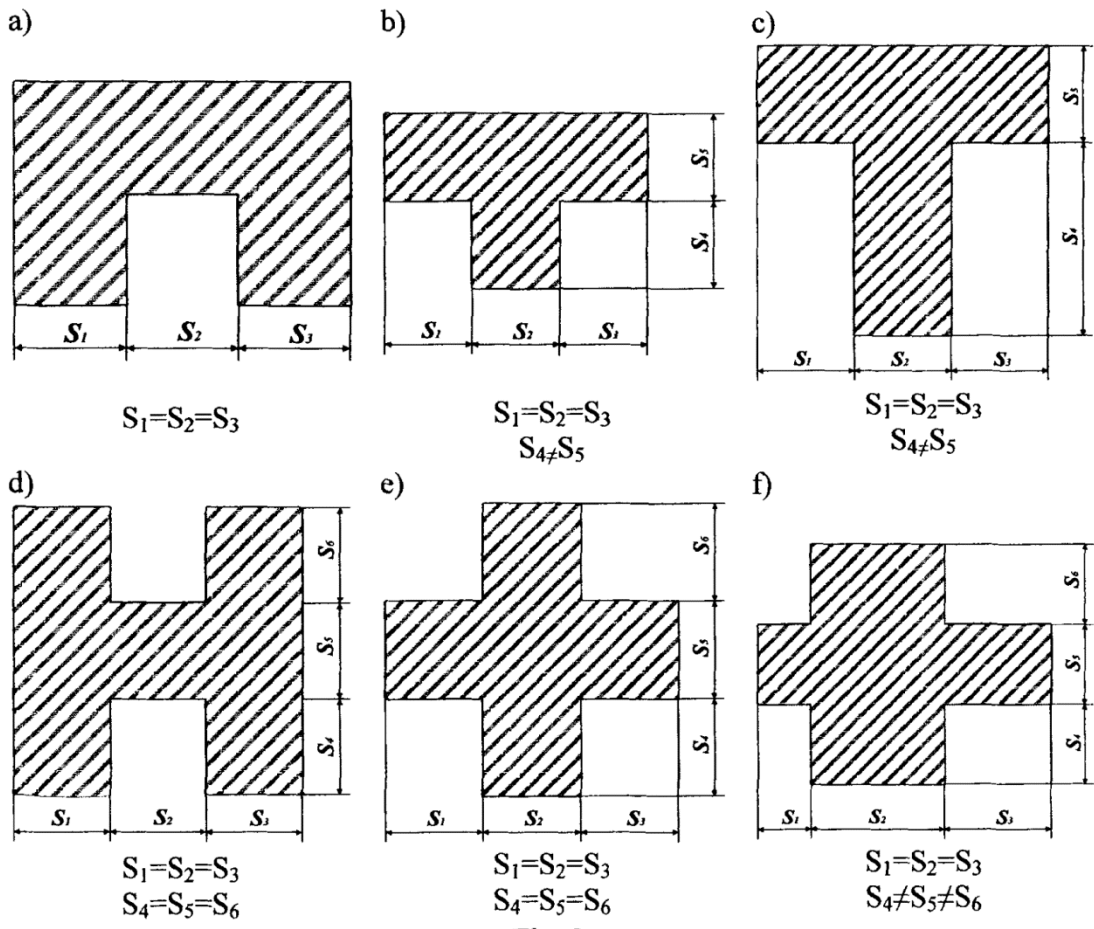 a)
b)
c)
S1 S2 S3
S1=S2=S3
S5
S4
S1 S2 S1
S1=S2=S3
S4≠S5
S3
S4
S1 S2 S3
S1=S2=S3
S4≠S5
d)
e)
f)
S6
S5
S4
S1 S2 S3
S1=S2=S3
S4=S5=S6
S6
S5
S4
S1 S2 S3
S1=S2=S3
S4=S5=S6
S6
S5
S4
S1 S2 S3
S1=S2=S3
S4≠S5≠S6